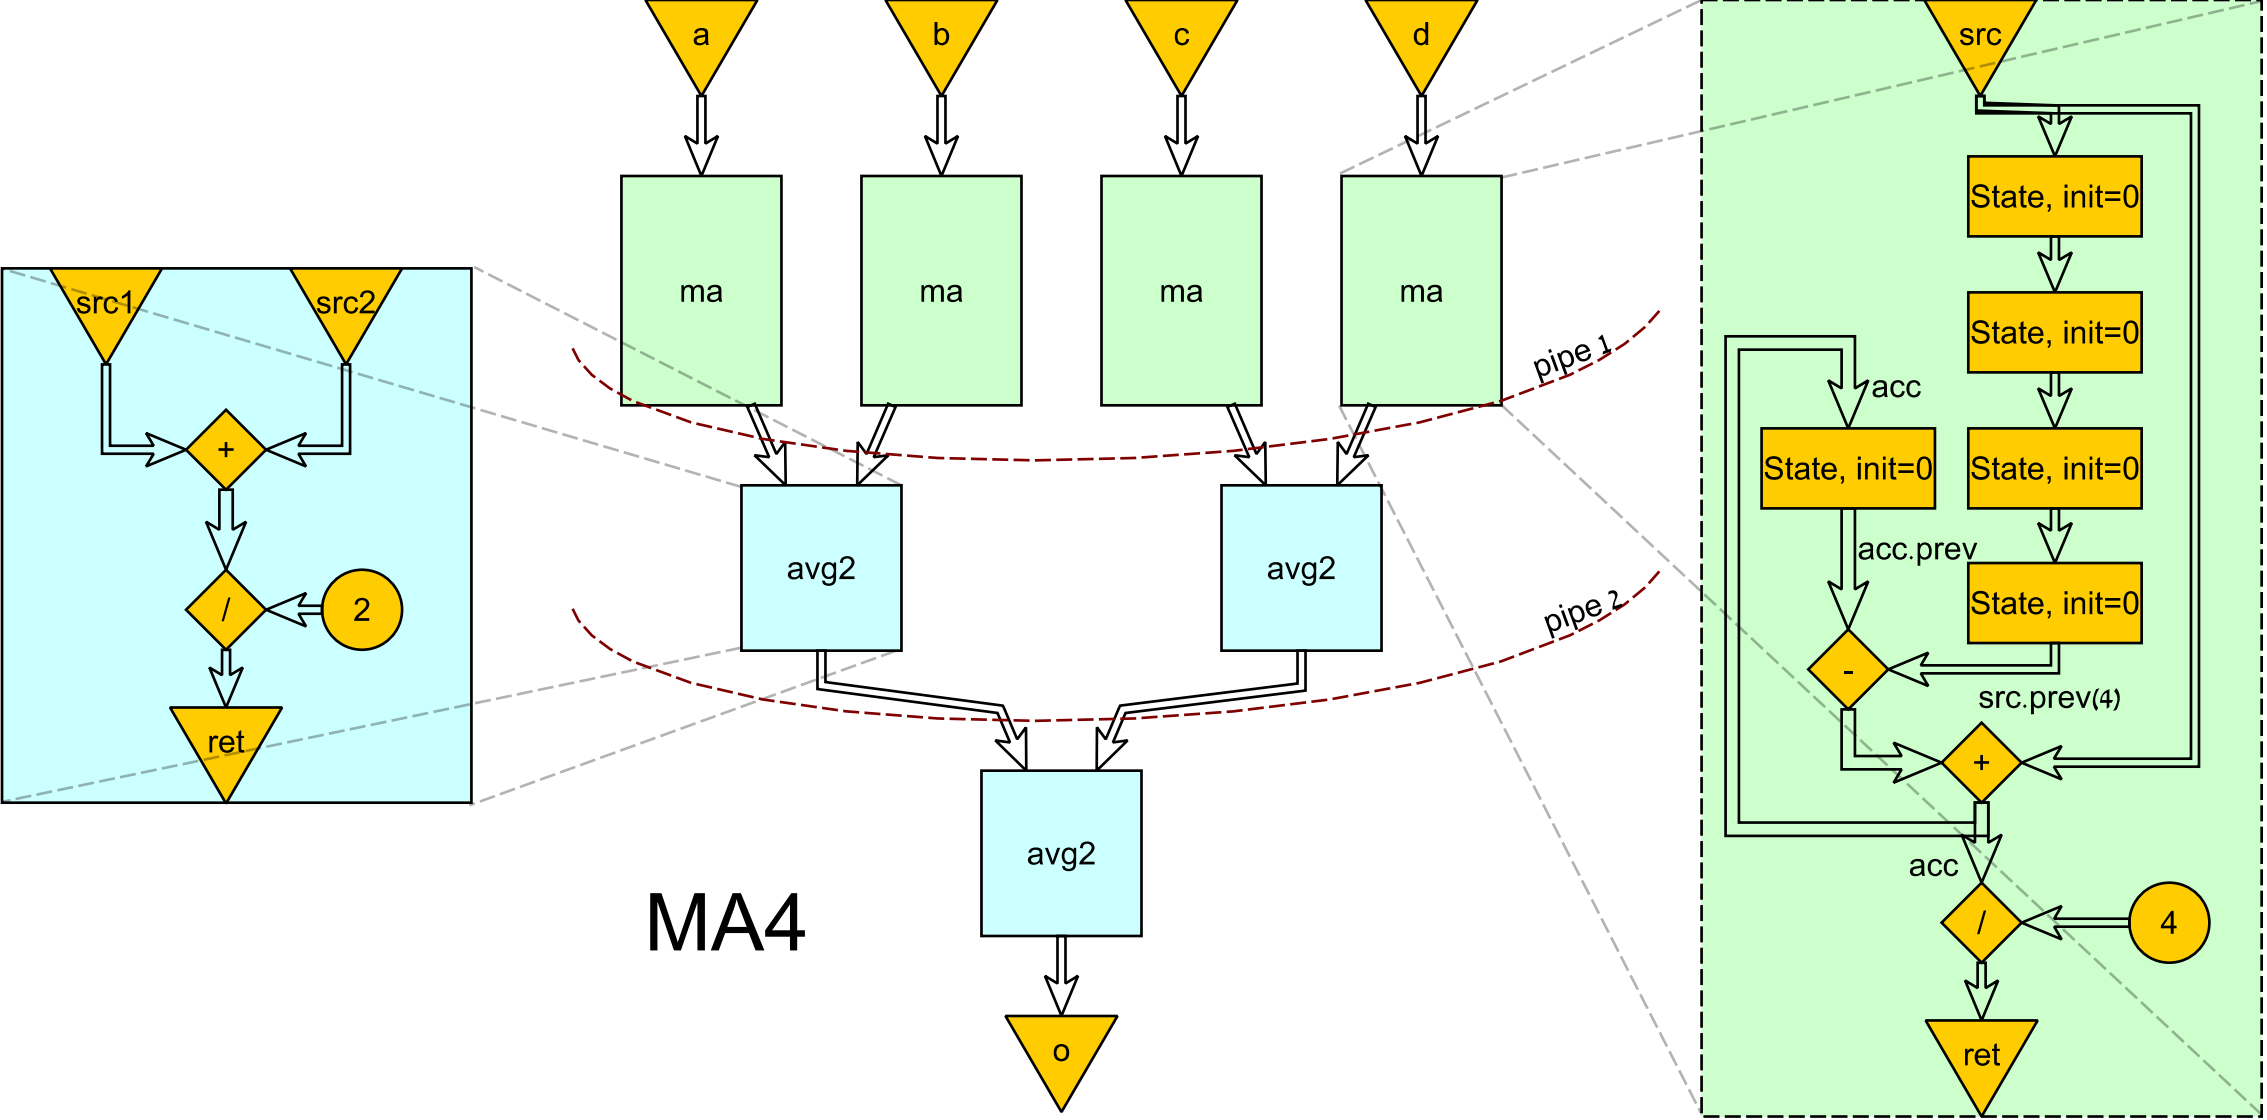 a
b
c
d
src
State, init=0
ma
ma
ma
ma
src1
src2
State, init=0
pipe 1
acc
+
State, init=0
State, init=0
acc.prev
avg2
avg2
/
2
pipe 2
State, init=0
-
src.prev(4)
ret
+
avg2
acc
MA4
/
4
o
ret